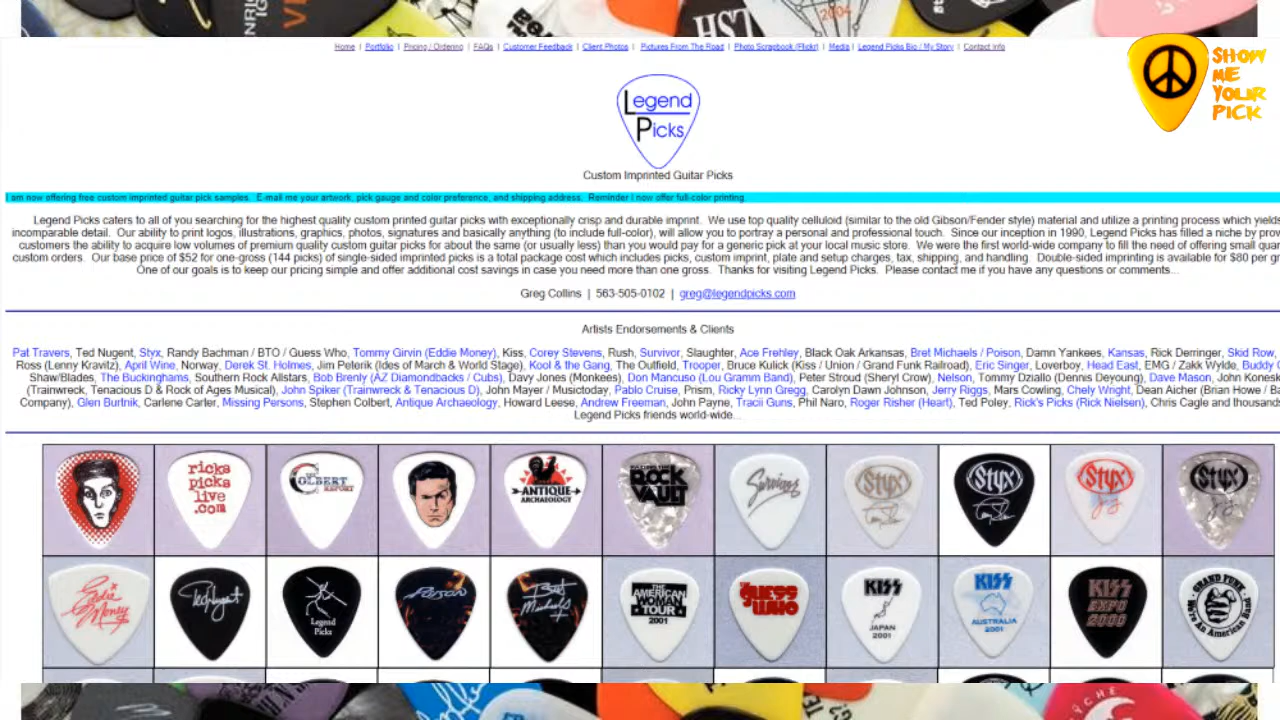 HST
2004
SHOW
ME
YOUR
PICK
Home | Portfolio | Pricing / Ordering | FAQs | Customer Feedback | Client Photos | Pictures From The Road | Photo Scrapbook (Flickr) | Media | Legend Picks Bio / My Story | Contact Info
Legend
Picks
Custom Imprinted Guitar Picks
I am now offering free custom imprinted guitar pick samples. E-mail me your artwork, pick gauge and color preference, and shipping address. Reminder I now offer full-color printing.
Legend Picks caters to all of you searching for the highest quality custom printed guitar picks with exceptionally crisp and durable imprint. We use top quality celluloid (similar to the old Gibson/Fender style) material and utilize a printing process which yields
incomparable detail. Our ability to print logos, illustrations, graphics, photos, signatures and basically anything (to include full-color), will allow you to portray a personal and professional touch. Since our inception in 1990, Legend Picks has filled a niche by prov
customers the ability to acquire low volumes of premium quality custom guitar picks for about the same (or usually less) than you would pay for a generic pick at your local music store. We were the first world-wide company to fill the need of offering small quan
custom orders. Our base price of $52 for one-gross (144 picks) of single-sided imprinted picks is a total package cost which includes picks, custom imprint, plate and setup charges, tax, shipping, and handling. Double-sided imprinting is available for $80 per gr
One of our goals is to keep our pricing simple and offer additional cost savings in case you need more than one gross. Thanks for visiting Legend Picks. Please contact me if you have any questions or comments...
Greg Collins | 563-505-0102 | greg@legendpicks.com
Artists Endorsements & Clients
Pat Travers, Ted Nugent, Styx, Randy Bachman / BTO / Guess Who, Tommy Girvin (Eddie Money), Kiss, Corey Stevens, Rush, Survivor, Slaughter, Ace Frehley, Black Oak Arkansas, Bret Michaels / Poison, Damn Yankees, Kansas, Rick Derringer, Skid Row,
Ross (Lenny Kravitz), April Wine, Norway, Derek St. Holmes, Jim Peterik (Ides of March & World Stage), Kool & the Gang, The Outfield, Trooper, Bruce Kulick (Kiss / Union / Grand Funk Railroad), Eric Singer, Loverboy, Head East, EMG / Zakk Wylde, Buddy
Shaw/Blades, The Buckinghams, Southern Rock Allstars, Bob Brenly (AZ Diamondbacks / Cubs), Davy Jones (Monkees), Don Mancuso (Lou Gramm Band), Peter Stroud (Sheryl Crow), Nelson, Tommy Dziallo (Dennis Deyoung), Dave Mason, John Konesk
(Trainwreck, Tenacious D & Rock of Ages Musical), John Spiker (Trainwreck & Tenacious D), John Mayer / Musictoday, Pablo Cruise, Prism, Ricky Lynn Gregg, Carolyn Dawn Johnson, Jerry Riggs, Mars Cowling, Chely Wright, Dean Aicher (Brian Howe / Ba
Company), Glen Burtnik, Carlene Carter, Missing Persons, Stephen Colbert, Antique Archaeology, Howard Leese, Andrew Freeman, John Payne, Tracii Guns, Phil Naro, Roger Risher (Heart), Ted Poley, Rick's Picks (Rick Nielsen), Chris Cagle and thousands
Legend Picks friends world-wide...
ricks
picks
live
.com
COLBERT
REPORT
ANTIQUE
ARCHAEOLOGY
ROCK
VAULT
Survivor
Styx
Styx
Styx
Styx
Eddie
Money
Ted Nugent
Legend
Picks
Poison
Bret
Michaels
THE
AMERICAN
WOMAN
TOUR
2001
GUESS
WHO
KISS
JAPAN
2001
KISS
AUSTRALIA
2001
KISS
EXPO
2000
GRAND FUNK
We're An American Band